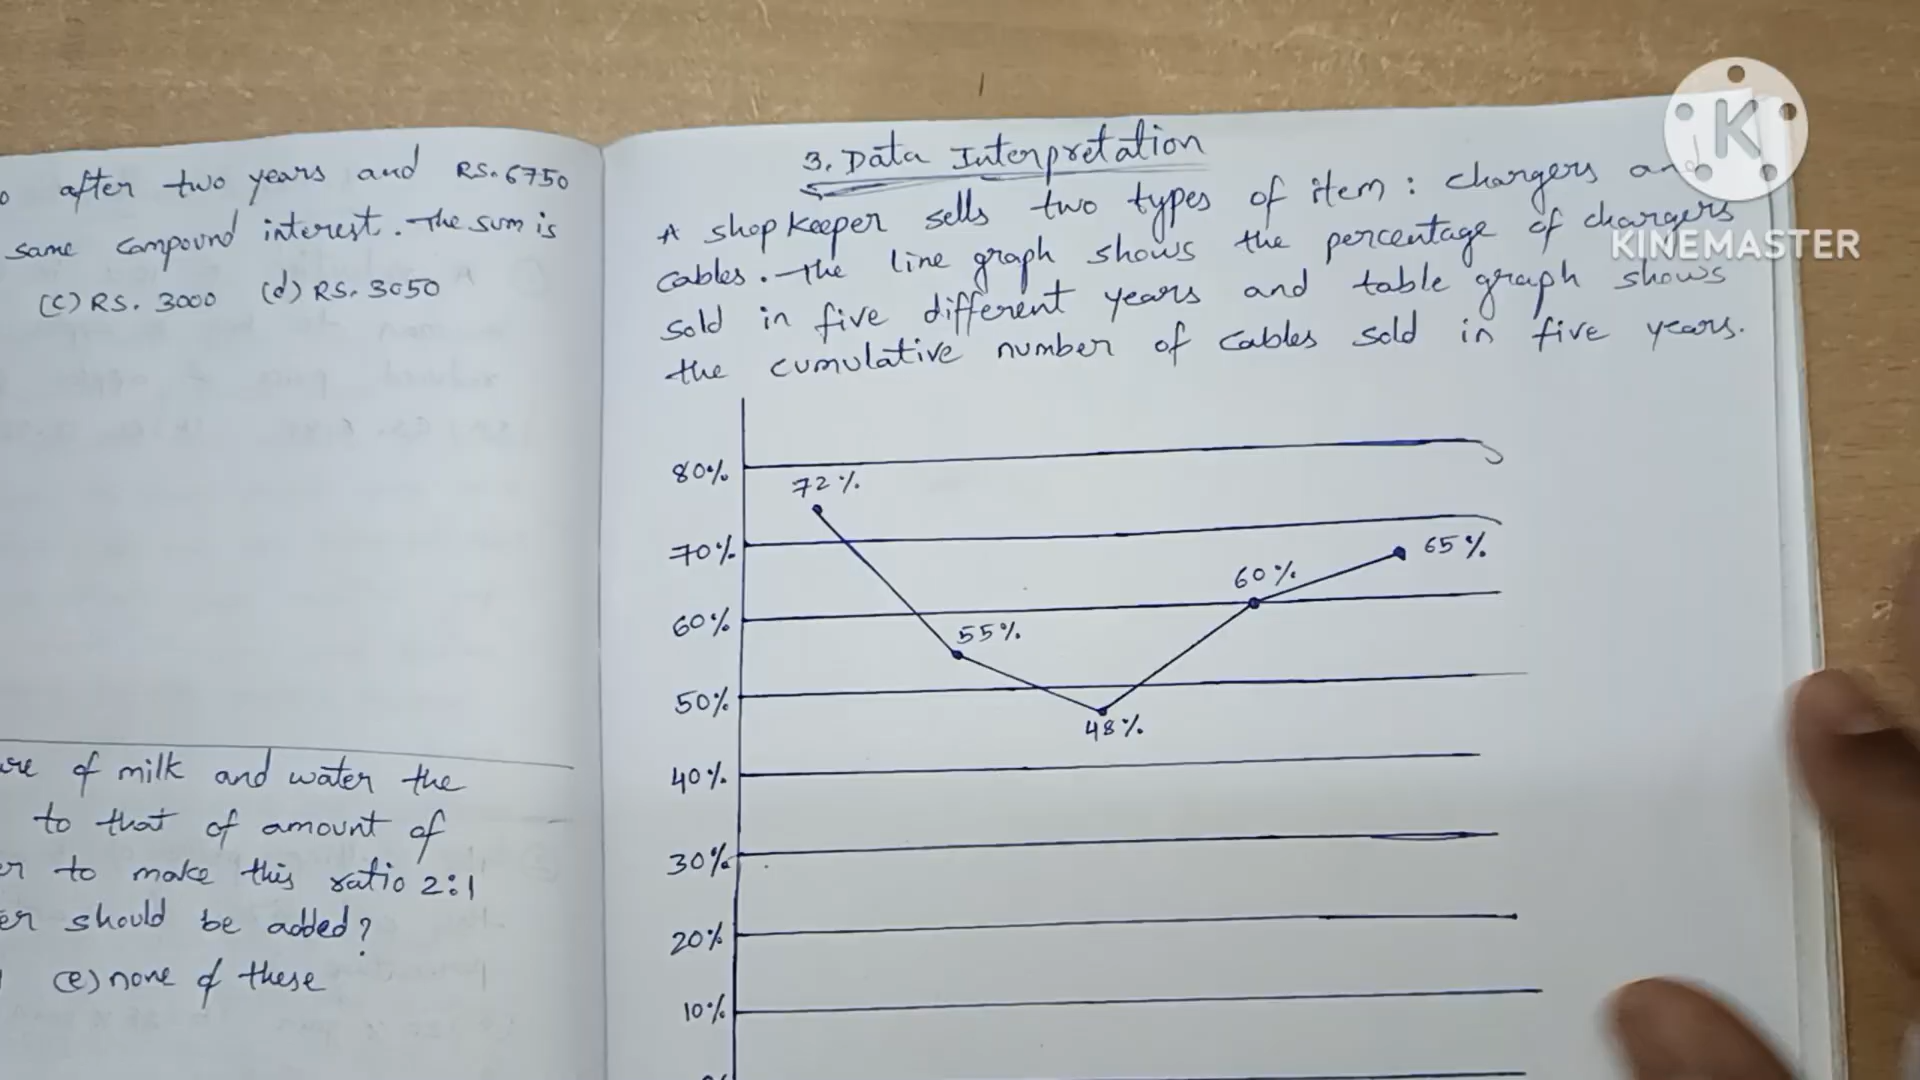 after two years and RS. 6750
same compound interest. The sum is
(c) RS. 3000 (d) RS. 3050
of milk and water the
to that of amount of
to make this ratio 2:1
should be added?
(e) none of these
3. Data Interpretation
A shopkeeper sells two types of item: chargers and
cables. The line graph shows the percentage of chargers
sold in five different years and table graph shows
the cumulative number of cables sold in five years.
80%
72%
70%
65%
60%
60%
55%
50%
48%
40%
30%
20%
10%
K
KINEMASTER